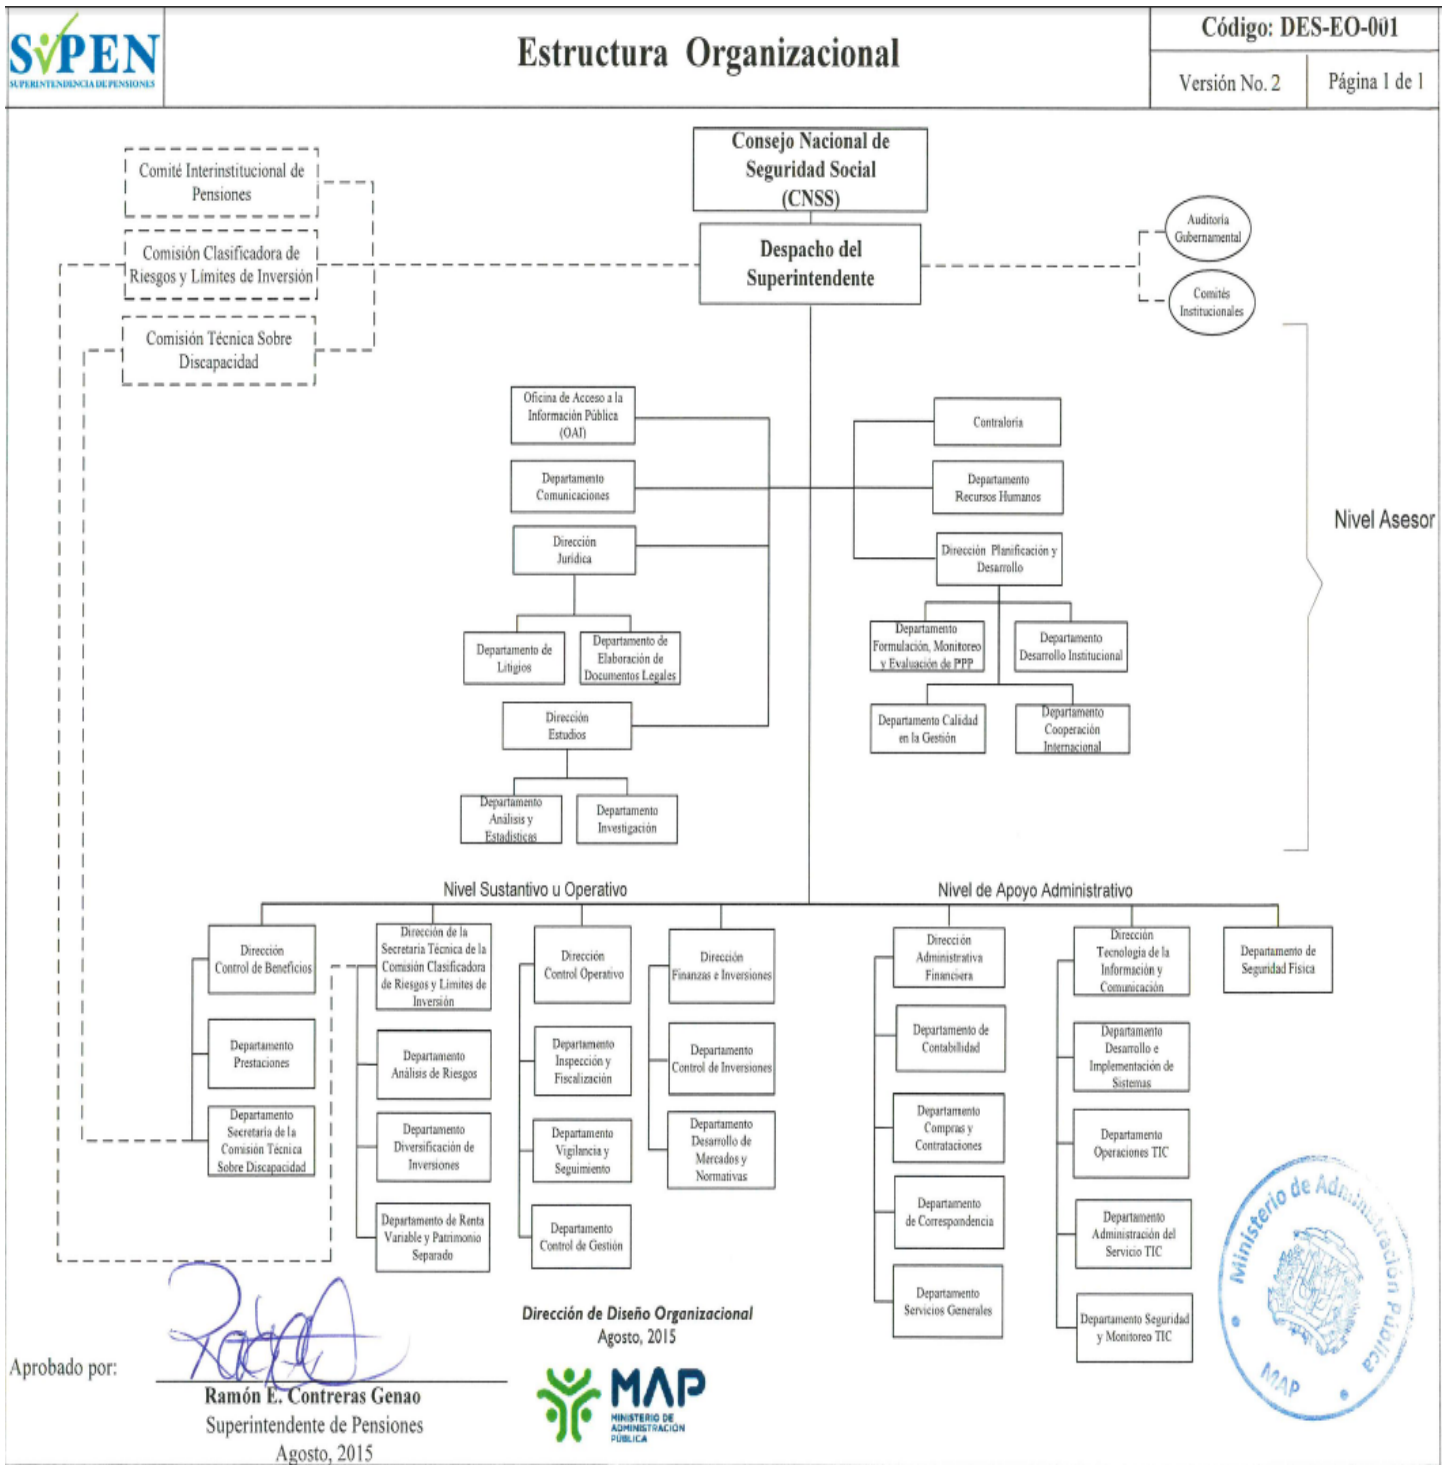 SIPEN
SUPERINTENDENCIA DE PENSIONES
Estructura Organizacional
Código: DES-EO-001
Versión No. 2
Página 1 de 1
Consejo Nacional de
Seguridad Social
(CNSS)
Despacho del
Superintendente
Comité Interinstitucional de
Pensiones
Comisión Clasificadora de
Riesgos y Límites de Inversión
Comisión Técnica Sobre
Discapacidad
Auditoría
Gubernamental
Comités
Institucionales
Nivel Asesor
Oficina de Acceso a la
Información Pública
(OAI)
Departamento
Comunicaciones
Dirección
Jurídica
Departamento de
Litigios
Departamento de
Elaboración de
Documentos Legales
Dirección
Estudios
Departamento
Análisis y
Estadísticas
Departamento
Investigación
Contraloría
Departamento
Recursos Humanos
Dirección Planificación y
Desarrollo
Departamento
Formulación, Monitoreo
y Evaluación de PPP
Departamento
Desarrollo Institucional
Departamento Calidad
en la Gestión
Departamento
Cooperación
Internacional
Nivel Sustantivo u Operativo
Nivel de Apoyo Administrativo
Dirección
Control de Beneficios
Departamento
Prestaciones
Departamento
Secretaría de la
Comisión Técnica
Sobre Discapacidad
Dirección de la
Secretaría Técnica de la
Comisión Clasificadora
de Riesgos y Límites de
Inversión
Departamento
Análisis de Riesgos
Departamento
Diversificación de
Inversiones
Departamento de Renta
Variable y Patrimonio
Separado
Dirección
Control Operativo
Departamento
Inspección y
Fiscalización
Departamento
Vigilancia y
Seguimiento
Departamento
Control de Gestión
Dirección
Finanzas e Inversiones
Departamento
Control de Inversiones
Departamento
Desarrollo de
Mercados y
Normativas
Dirección
Administrativa
Financiera
Departamento de
Contabilidad
Departamento
Compras y
Contrataciones
Departamento
de Correspondencia
Departamento
Servicios Generales
Dirección
Tecnología de la
Información y
Comunicación
Departamento
Desarrollo e
Implementación de
Sistemas
Departamento
Operaciones TIC
Departamento
Administración del
Servicio TIC
Departamento Seguridad
y Monitoreo TIC
Departamento de
Seguridad Física
Aprobado por:
Ramón E. Contreras Genao
Superintendente de Pensiones
Agosto, 2015
Dirección de Diseño Organizacional
Agosto, 2015
MAP
MINISTERIO DE
ADMINISTRACIÓN
PÚBLICA
Ministerio de Administración Pública
MAP